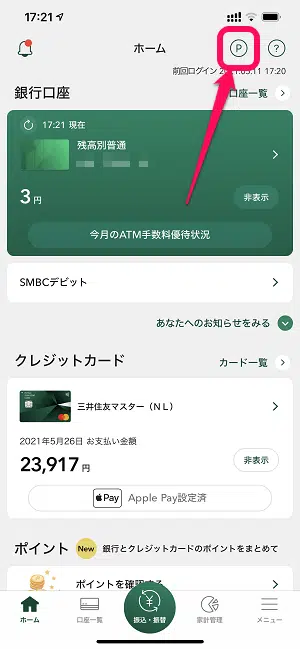 17:21
ホーム
P
?
前回ログイン 2021.05.11 17:20
銀行口座
口座一覧
17:21 現在
残高別普通
3 円
非表示
今月のATM手数料優待状況
SMBCデビット
あなたへのお知らせをみる
クレジットカード
カード一覧
三井住友マスター（NL）
2021年5月26日 お支払い金額
23,917 円
非表示
Pay
Apple Pay設定済
ポイント
New
銀行とクレジットカードのポイントをまとめて
ポイントを確認する
ホーム
口座一覧
振込・振替
家計管理
メニュー